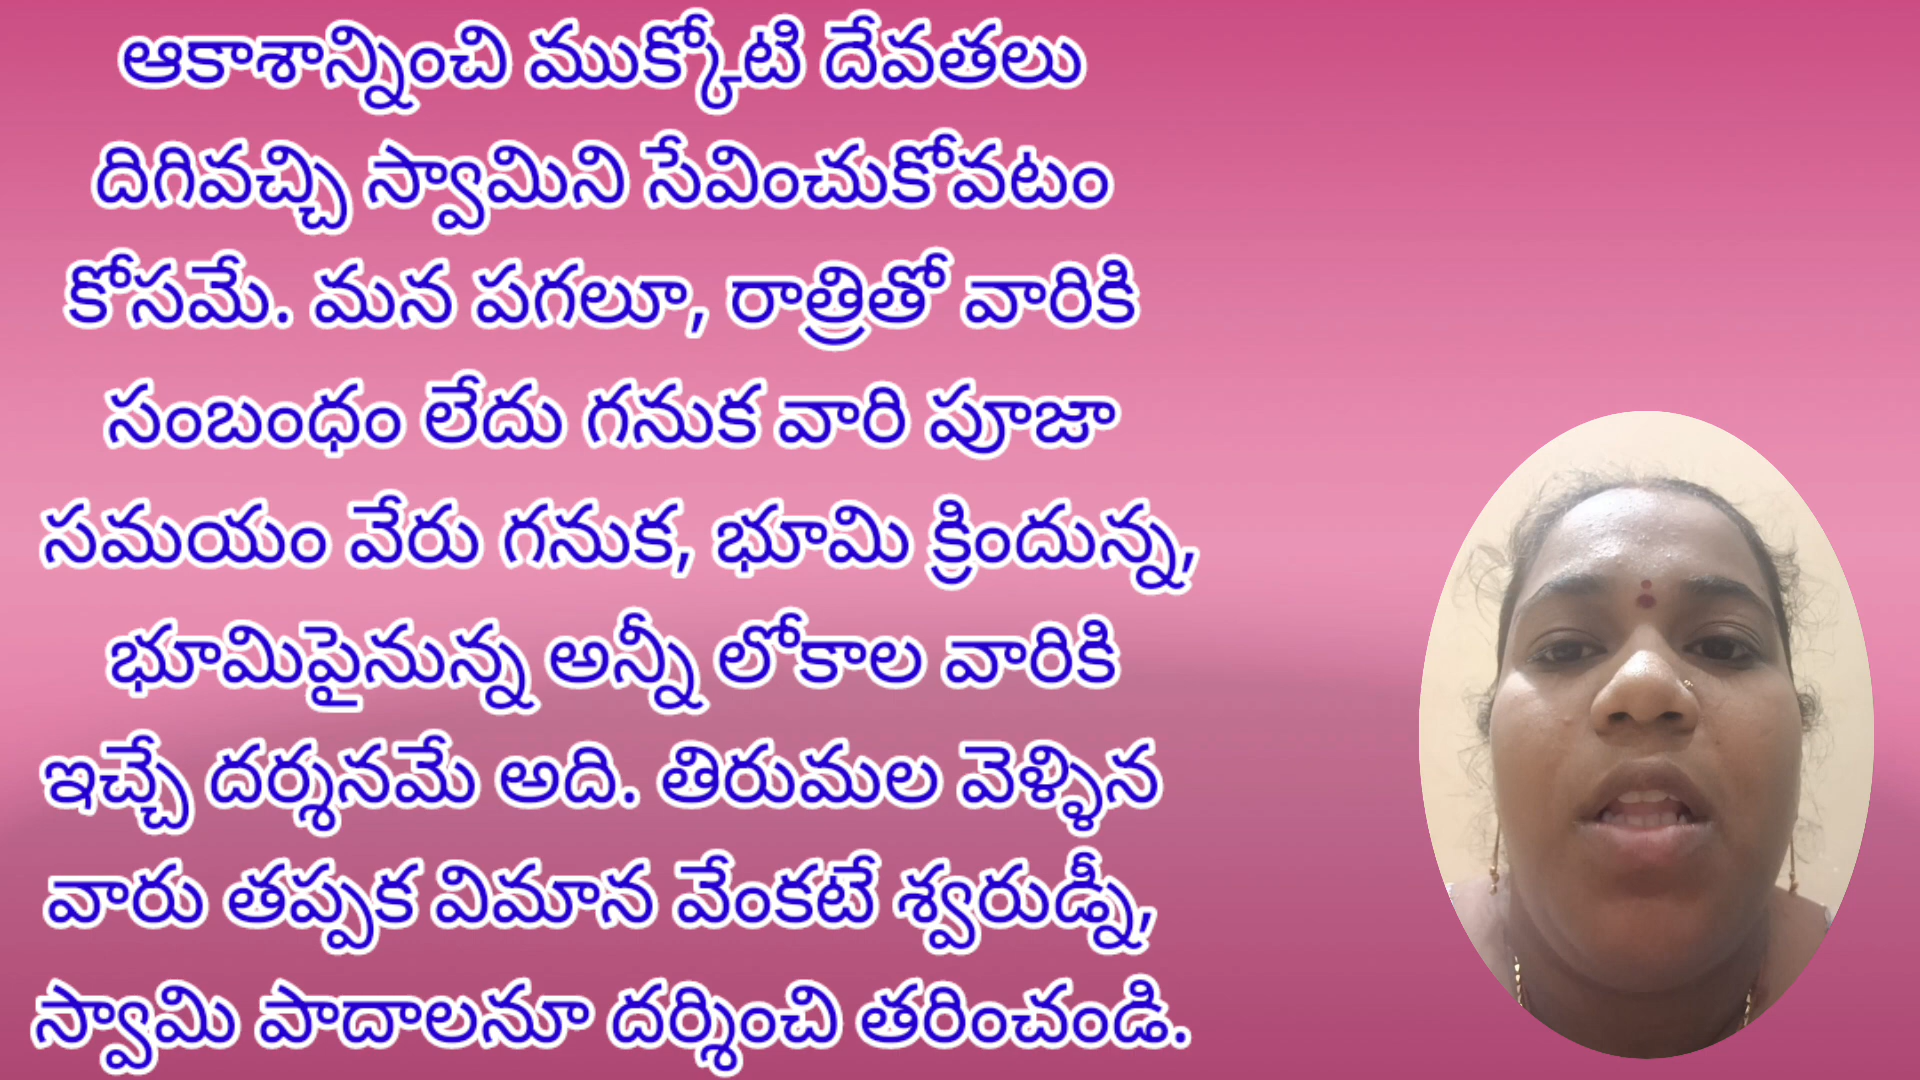 ఆకాశాన్నించి ముక్కోటి దేవతలు
దిగివచ్చి స్వామిని సేవించుకోవటం
కోసమే. మన పగలూ, రాత్రితో వారికి
సంబంధం లేదు గనుక వారి పూజా
సమయం వేరు గనుక, భూమి క్రిందున్న,
భూమిపైనున్న అన్నీ లోకాల వారికి
ఇచ్చే దర్శనమే అది. తిరుమల వెళ్ళిన
వారు తప్పక విమాన వేంకటే శ్వరుడ్నీ,
స్వామి పాదాలనూ దర్శించి తరించండి.